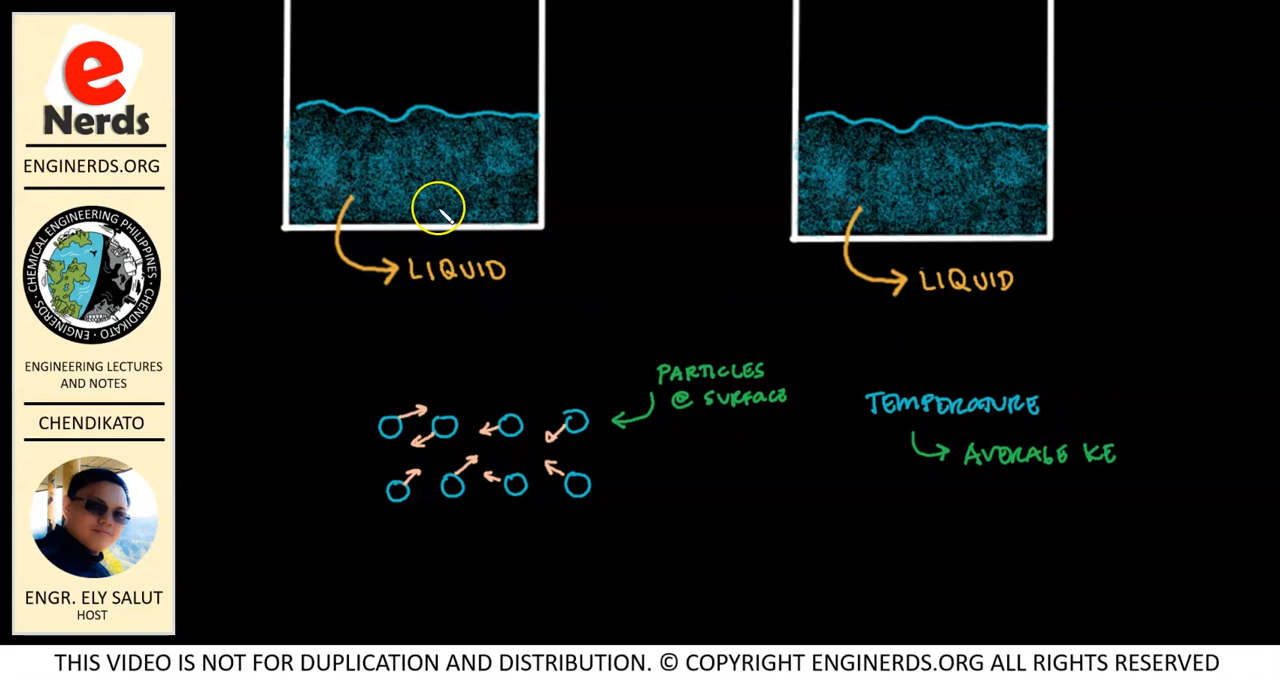 e
Nerds
ENGINERDS.ORG
CHEMICAL ENGINEERING PHILIPPINES • CHENDIKATO • ENGINERDS •
ENGINEERING LECTURES
AND NOTES
CHENDIKATO
ENGR. ELY SALUT
HOST
LIQUID
LIQUID
PARTICLES
@ SURFACE
TEMPERATURE
AVERAGE KE
THIS VIDEO IS NOT FOR DUPLICATION AND DISTRIBUTION. © COPYRIGHT ENGINERDS.ORG ALL RIGHTS RESERVED